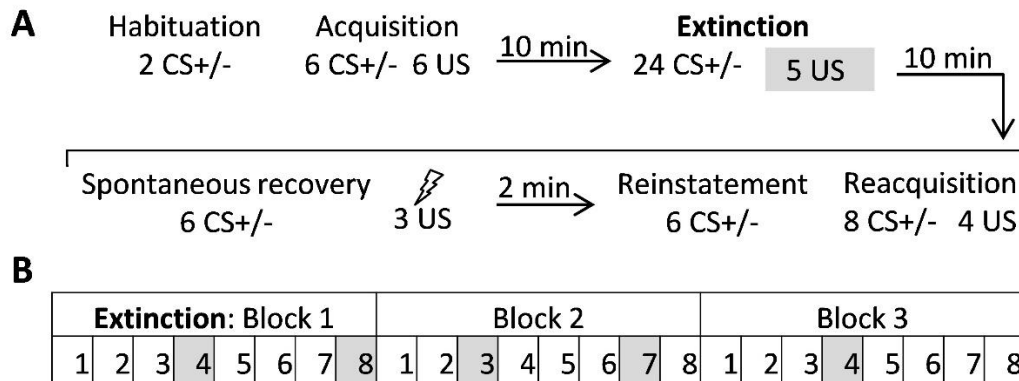 A
Habituation Acquisition Extinction
2 CS+/- 6 CS+/- 6 US 10 min 24 CS+/- 5 US 10 min
Spontaneous recovery 2 min Reinstatement Reacquisition
6 CS+/- 3 US 6 CS+/- 8 CS+/- 4 US
B
Extinction: Block 1 Block 2 Block 3
1 2 3 4 5 6 7 8 1 2 3 4 5 6 7 8 1 2 3 4 5 6 7 8